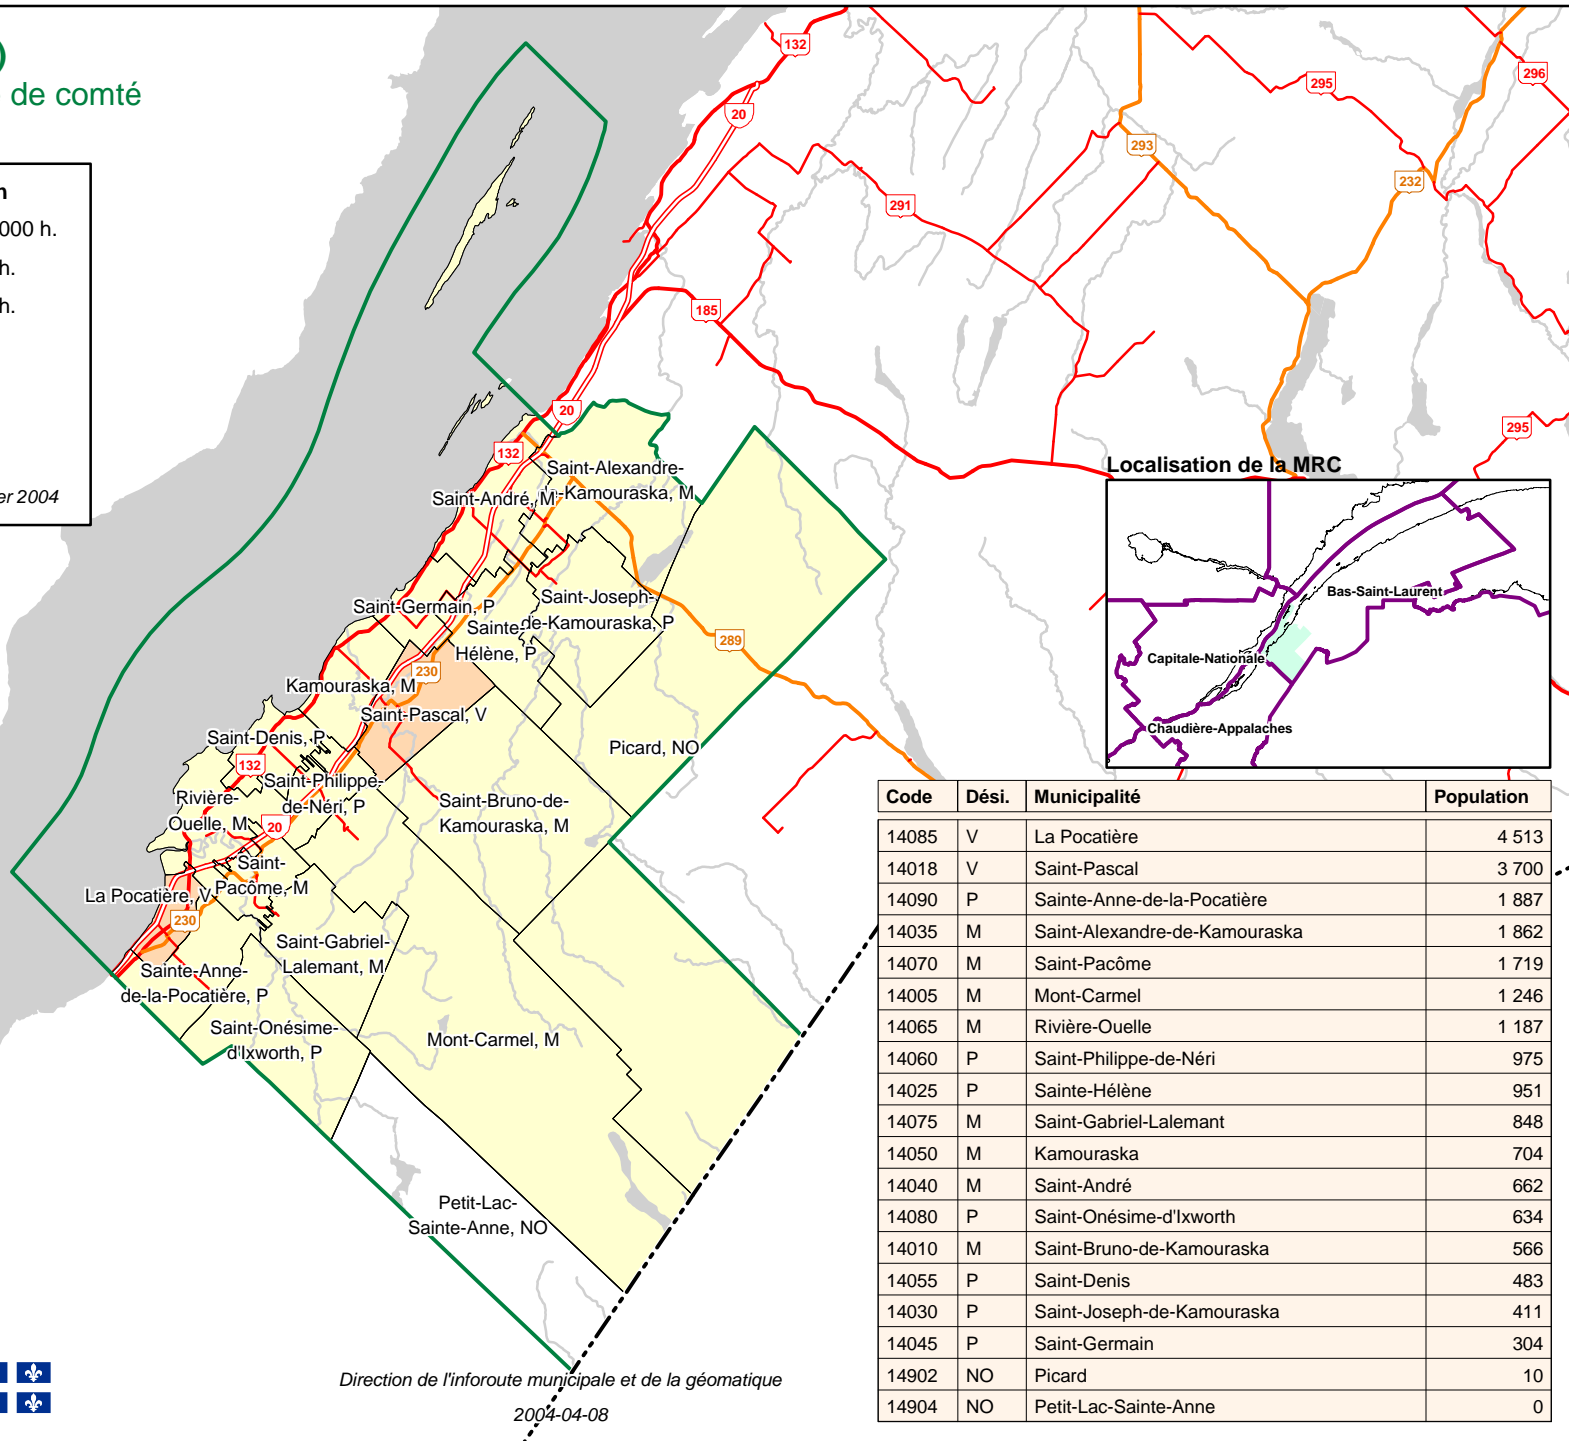 de comté
000 h.
h.
h.
er 2004
132
20
295
296
293
232
291
185
20
132
295
Localisation de la MRC
Bas-Saint-Laurent
Capitale-Nationale
Chaudière-Appalaches
Saint-Alexandre-
de-Kamouraska, M
Saint-André, M
Saint-Germain, P
Saint-Joseph-
de-Kamouraska, P
Sainte-
Hélène, P
289
230
Kamouraska, M
Saint-Pascal, V
Saint-Denis, P
Picard, NO
132
Saint-Philippe-
de-Néri, P
Rivière-
Ouelle, M
Saint-Bruno-de-
Kamouraska, M
20
Saint-
Pacôme, M
La Pocatière, V
230
Saint-Gabriel-
Lalemant, M
Sainte-Anne-
de-la-Pocatière, P
Saint-Onésime-
d'Ixworth, P
Mont-Carmel, M
Petit-Lac-
Sainte-Anne, NO
Code Dési. Municipalité Population
14085 V La Pocatière 4 513
14018 V Saint-Pascal 3 700
14090 P Sainte-Anne-de-la-Pocatière 1 887
14035 M Saint-Alexandre-de-Kamouraska 1 862
14070 M Saint-Pacôme 1 719
14005 M Mont-Carmel 1 246
14065 M Rivière-Ouelle 1 187
14060 P Saint-Philippe-de-Néri 975
14025 P Sainte-Hélène 951
14075 M Saint-Gabriel-Lalemant 848
14050 M Kamouraska 704
14040 M Saint-André 662
14080 P Saint-Onésime-d'Ixworth 634
14010 M Saint-Bruno-de-Kamouraska 566
14055 P Saint-Denis 483
14030 P Saint-Joseph-de-Kamouraska 411
14045 P Saint-Germain 304
14902 NO Picard 10
14904 NO Petit-Lac-Sainte-Anne 0
Direction de l'inforoute municipale et de la géomatique
2004-04-08